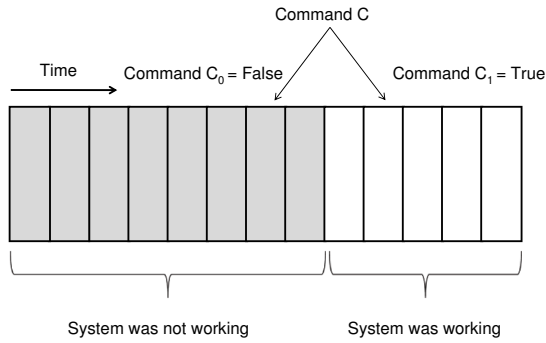 Command C
Time
Command C0 = False
Command C1 = True
System was not working
System was working